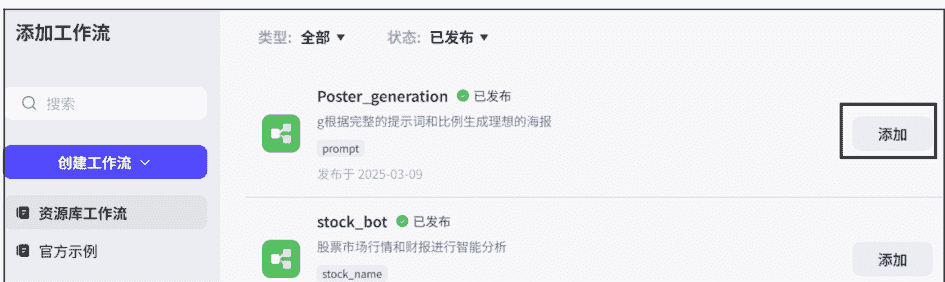 添加工作流
搜索
创建工作流
资源库工作流
官方示例
类型: 全部 状态: 已发布
Poster_generation 已发布
g根据完整的提示词和比例生成理想的海报
prompt
发布于 2025-03-09
添加
stock_bot 已发布
股票市场行情和财报进行智能分析
stock_name
添加